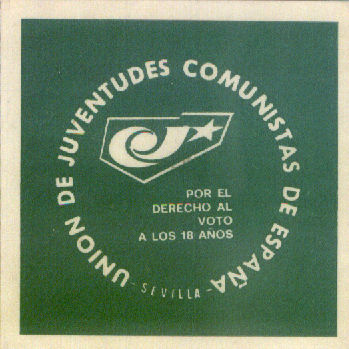 UNION DE JUVENTUDES COMUNISTAS DE ESPAÑA
POR EL
DERECHO AL
VOTO
A LOS 18 AÑOS
- SEVILLA -